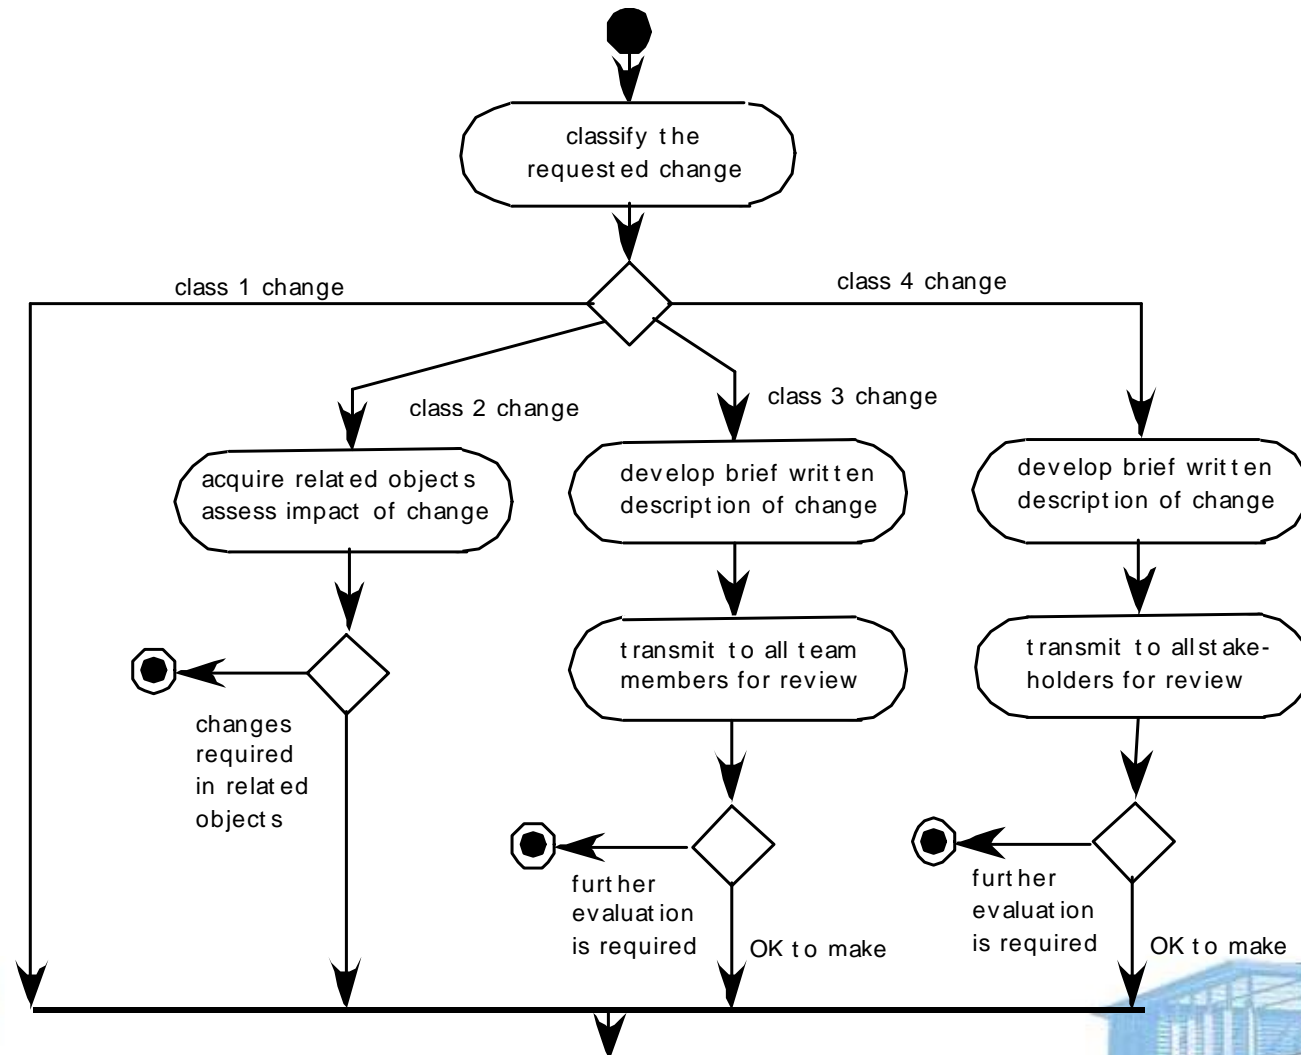 classify the
requested change
class 1 change
class 4 change
class 2 change
class 3 change
acquire related objects
assess impact of change
develop brief written
description of change
develop brief written
description of change
transmit to all team
members for review
transmit to allstake-
holders for review
changes
required
in related
objects
further
evaluation
is required
OK to make
further
evaluation
is required
OK to make